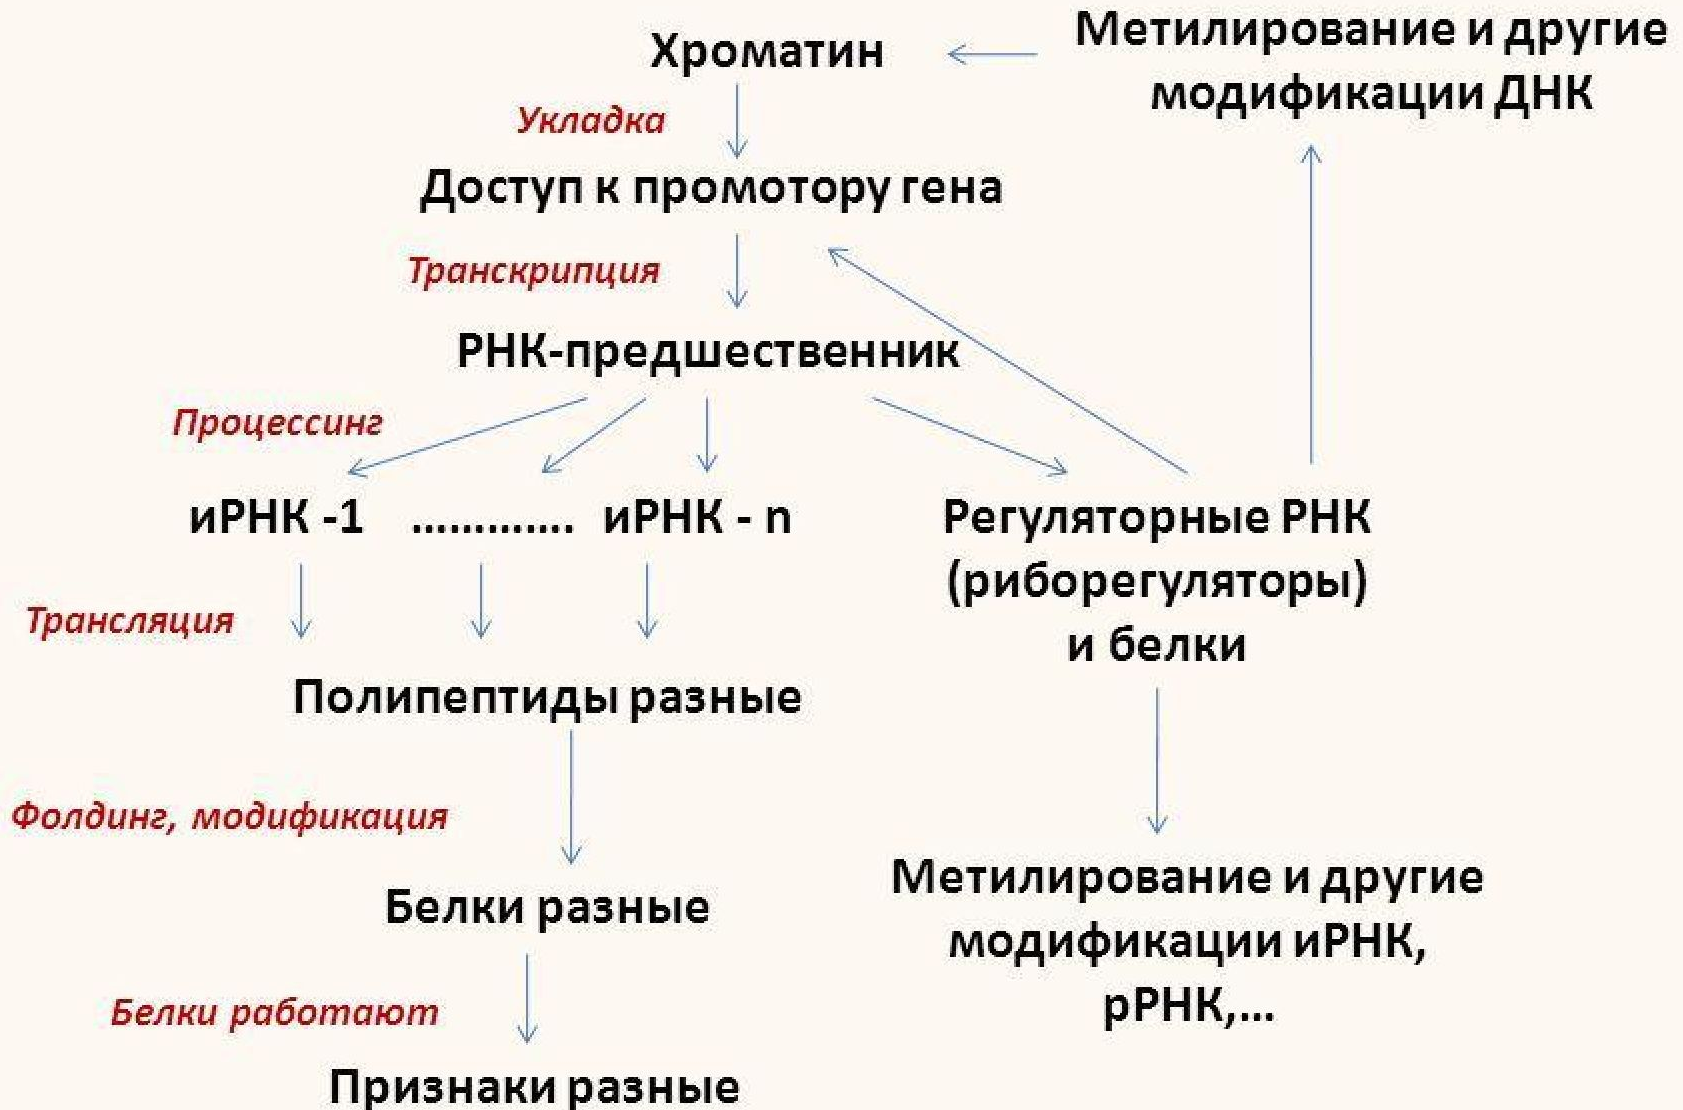 Хроматин
Метилирование и другие
модификации ДНК
Укладка
Доступ к промотору гена
Транскрипция
РНК-предшественник
Процессинг
иРНК -1 ............. иРНК - n
Регуляторные РНК
(риборегуляторы)
и белки
Трансляция
Полипептиды разные
Фолдинг, модификация
Белки разные
Метилирование и другие
модификации иРНК,
рРНК,...
Белки работают
Признаки разные